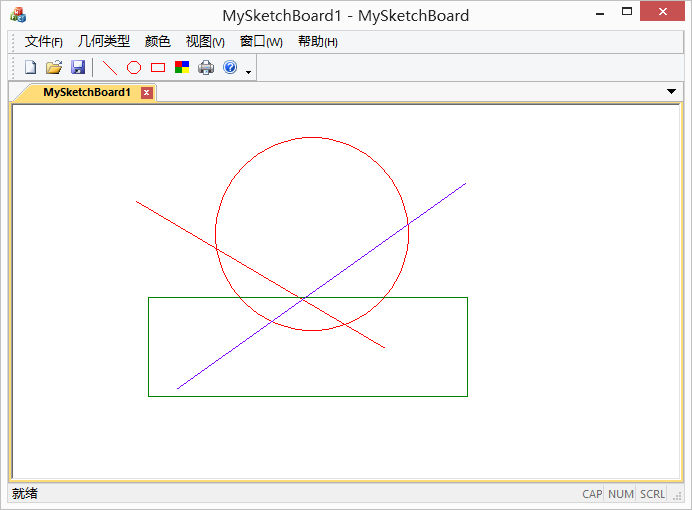 MySketchBoard1 - MySketchBoard
文件(F) 几何类型 颜色 视图(V) 窗口(W) 帮助(H)
MySketchBoard1
就绪
CAP NUM SCRL